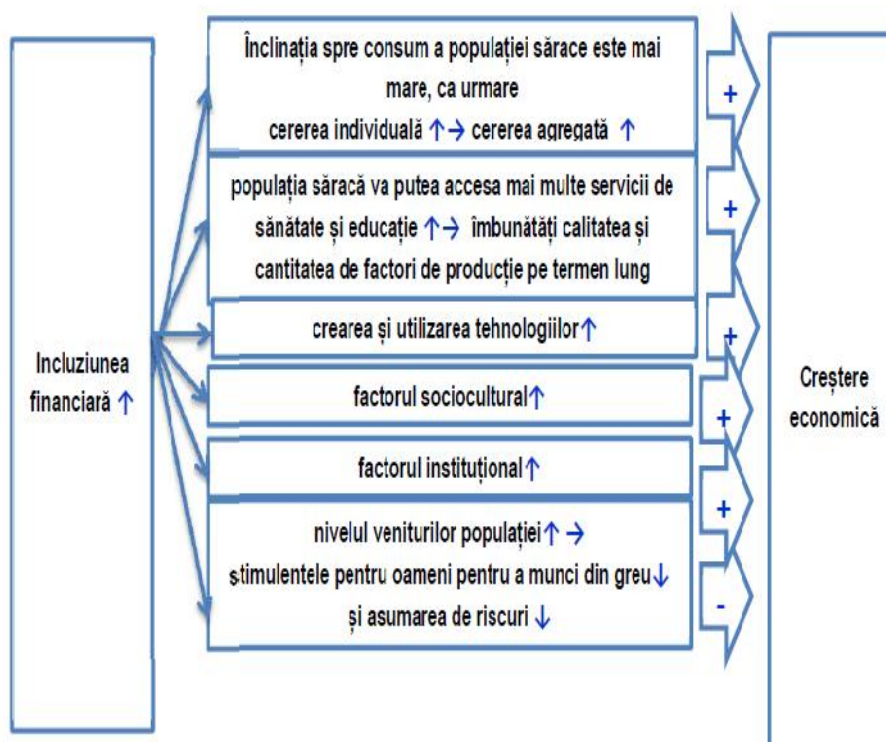 Incluziunea
financiară ↑
Înclinația spre consum a populației sărace este mai
mare, ca urmare
cererea individuală ↑→ cererea agregată ↑
populația săracă va putea accesa mai multe servicii de
sănătate și educație ↑→ îmbunătăți calitatea și
cantitatea de factori de producție pe termen lung
crearea și utilizarea tehnologiilor↑
factorul sociocultural↑
factorul instituțional↑
nivelul veniturilor populației↑→
stimulentele pentru oameni pentru a munci din greu↓
și asumarea de riscuri ↓
+
+
+
+
+
-
Creștere
economică